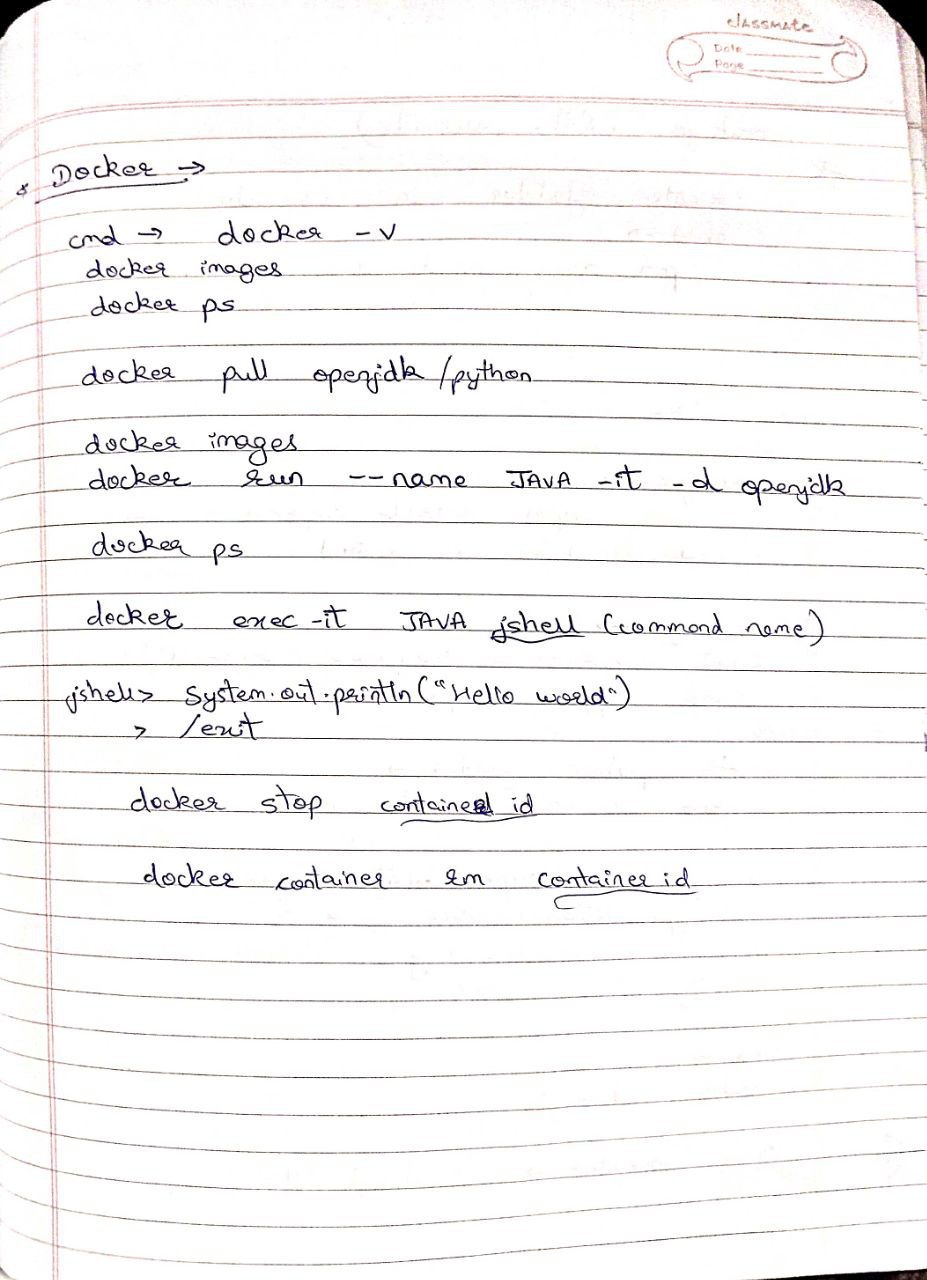 classmate
Date
Page
* Docker →
cmd → docker -v
docker images
docker ps
docker pull openjdk /python
docker images
docker run --name JAVA -it -d openjdk
docker ps
docker exec -it JAVA jshell (command name)
jshell> System.out.println("Hello world")
> /exit
docker stop container id
docker container rm container id